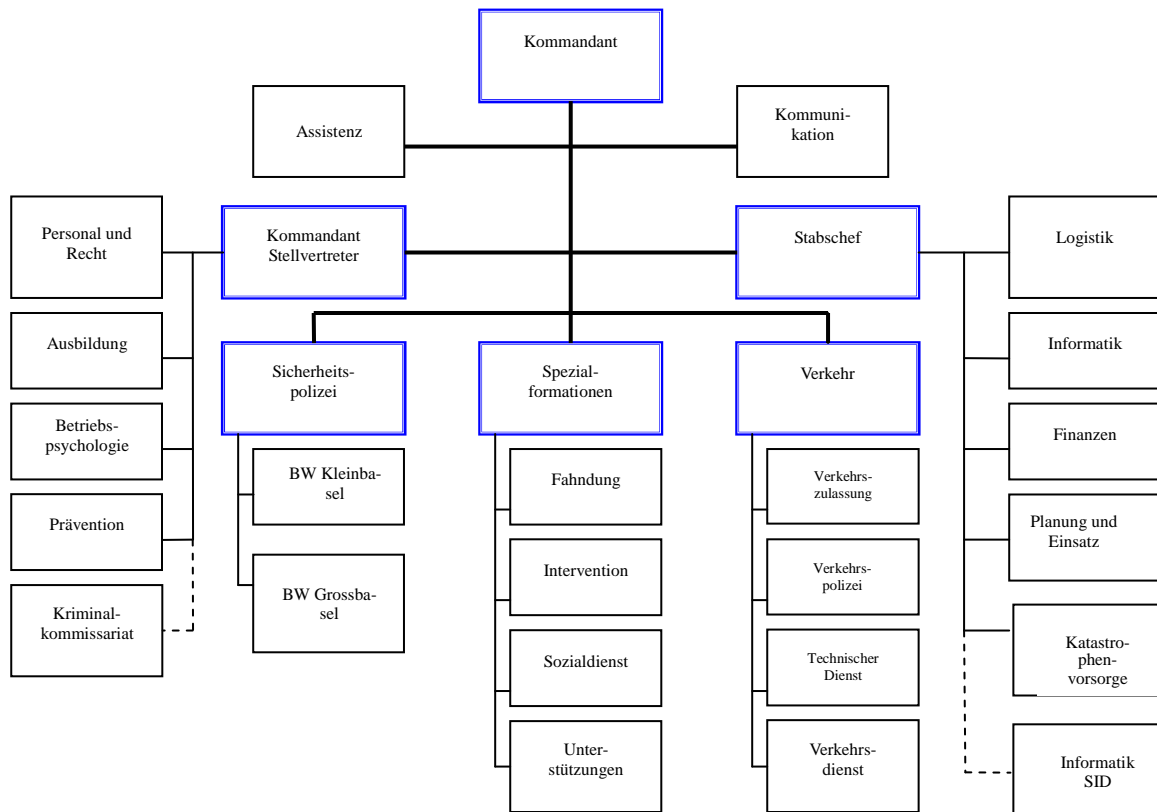 Kommandant
Assistenz
Kommuni-
kation
Personal und
Recht
Kommandant
Stellvertreter
Stabschef
Logistik
Ausbildung
Sicherheits-
polizei
Spezial-
formationen
Verkehr
Informatik
Betriebs-
psychologie
BW Kleinba-
sel
Fahndung
Verkehrs-
zulassung
Finanzen
Prävention
BW Grossba-
sel
Intervention
Verkehrs-
polizei
Planung und
Einsatz
Kriminal-
kommissariat
Sozialdienst
Technischer
Dienst
Katastro-
phen-
vorsorge
Unter-
stützungen
Verkehrs-
dienst
Informatik
SID